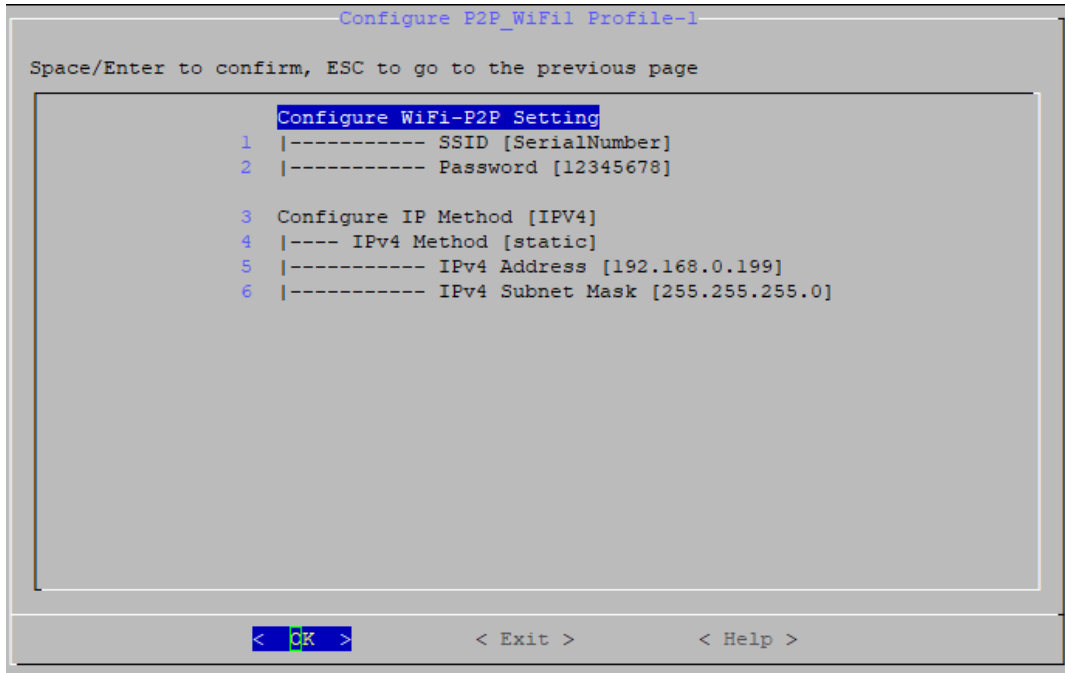 Configure P2P_WiFi1 Profile-1
Space/Enter to confirm, ESC to go to the previous page
Configure WiFi-P2P Setting
1 |----------- SSID [SerialNumber]
2 |----------- Password [12345678]
3 Configure IP Method [IPV4]
4 |---- IPv4 Method [static]
5 |----------- IPv4 Address [192.168.0.199]
6 |----------- IPv4 Subnet Mask [255.255.255.0]
< OK > < Exit > < Help >